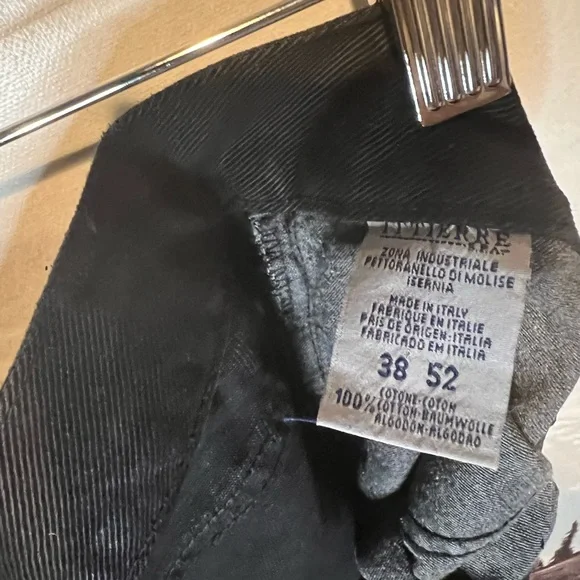 ITTIERRE
ZONA INDUSTRIALE
PETTORANELLO DI MOLISE
ISERNIA
MADE IN ITALY
FABRIQUE EN ITALIE
PAIS DE ORIGEN:ITALIA
FABRICADO EM ITALIA
38 52
100% COTONE-COTON
COTTON-BAUMWOLLE
ALGODON-ALGODRO